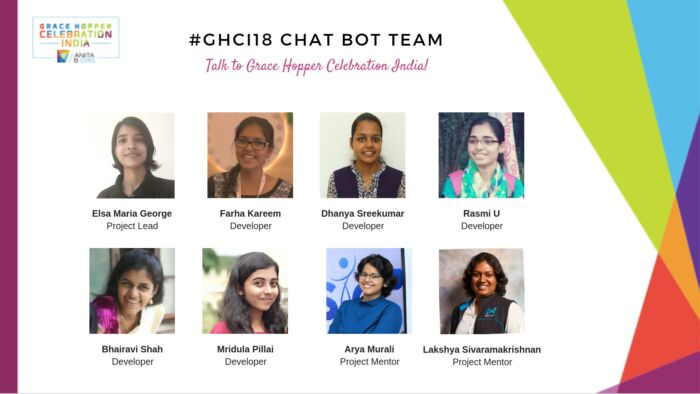 GRACE HOPPER
CELEBRATION
INDIA
ANITA
B.ORG
#GHCI18 CHAT BOT TEAM
Talk to Grace Hopper Celebration India!
Elsa Maria George
Project Lead
Farha Kareem
Developer
Dhanya Sreekumar
Developer
Rasmi U
Developer
Bhairavi Shah
Developer
Mridula Pillai
Developer
Arya Murali
Project Mentor
Lakshya Sivaramakrishnan
Project Mentor